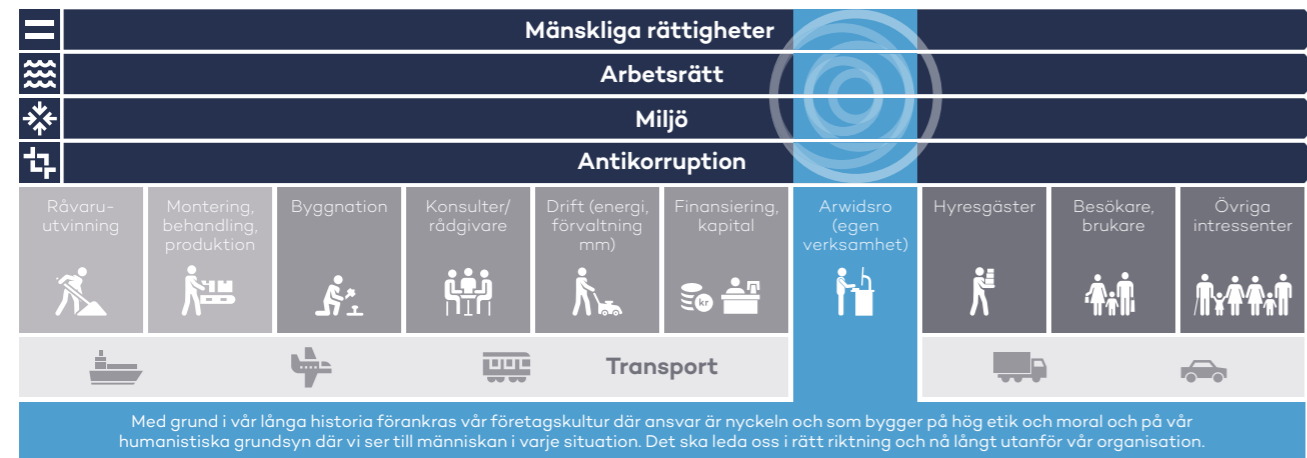 Mänskliga rättigheter
Arbetsrätt
Miljö
Antikorruption
Råvaru-
utvinning
Montering,
behandling,
produktion
Byggnation
Konsulter/
rådgivare
Drift (energi,
förvaltning
mm)
Finansiering,
kapital
Arwidsro
(egen
verksamhet)
Hyresgäster
Besökare,
brukare
Övriga
intressenter
kr
Transport
Med grund i vår långa historia förankras vår företagskultur där ansvar är nyckeln och som bygger på hög etik och moral och på vår
humanistiska grundsyn där vi ser till människan i varje situation. Det ska leda oss i rätt riktning och nå långt utanför vår organisation.